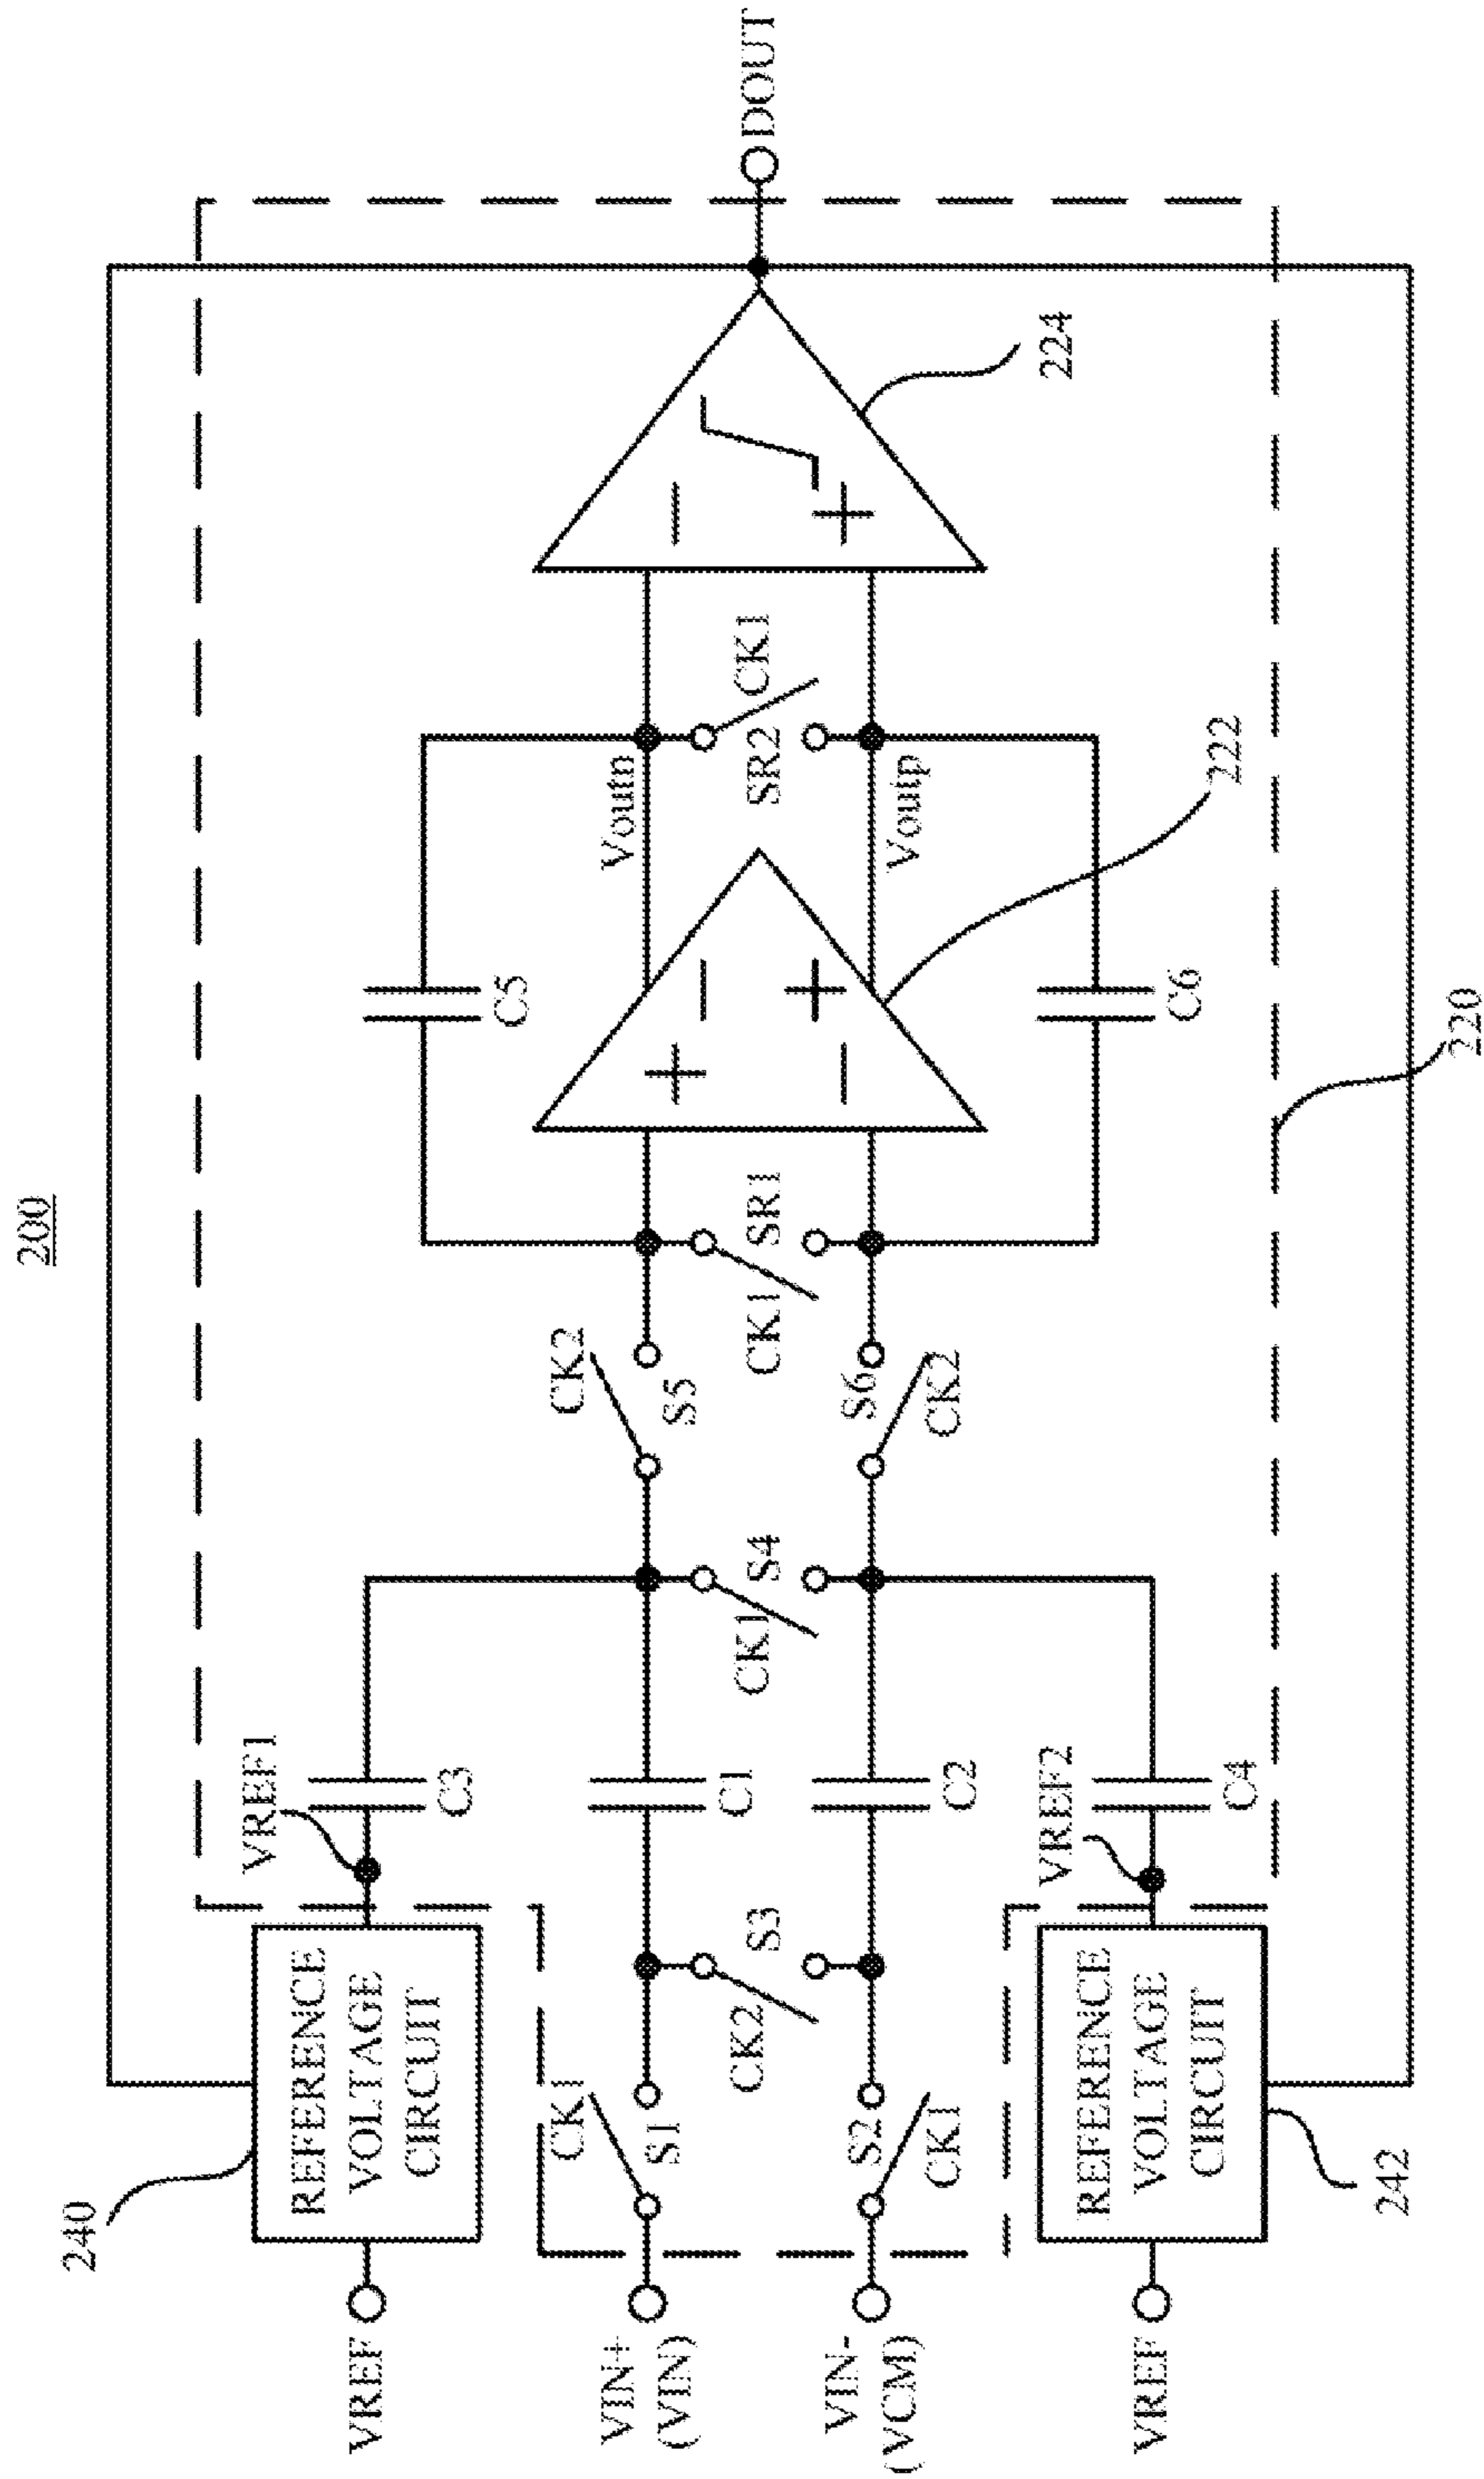 200
240
VREF
REFERENCE
VOLTAGE
CIRCUIT
VREF1
C3
VIN+
(VIN)
CK1
S1
C1
CK2
S5
C5
Voutn
CK2
S3
CK1
S4
CK1
SR1
+
−
−
+
SR2
CK1
−
+
DOUT
VIN-
(VCM)
S2
CK1
C2
S6
CK2
Voutp
224
VREF
REFERENCE
VOLTAGE
CIRCUIT
VREF2
C4
C6
222
242
220